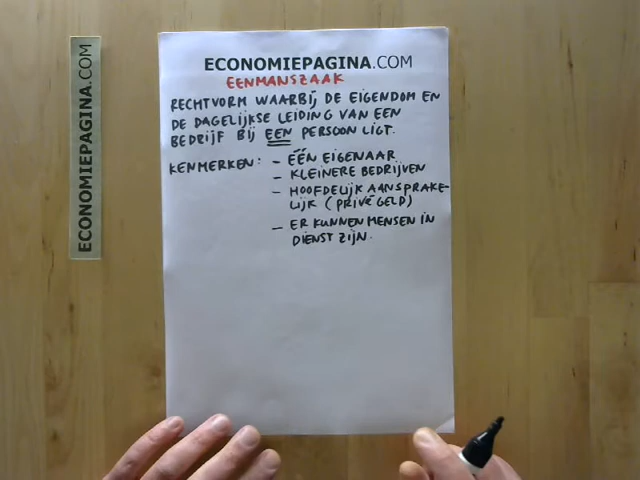 ECONOMIEPAGINA.COM
ECONOMIEPAGINA.COM
EENMANSZAAK
RECHTVORM WAARBIJ DE EIGENDOM EN
DE DAGELIJKSE LEIDING VAN EEN
BEDRIJF BIJ EEN PERSOON LIGT.
KENMERKEN: - ÉÉN EIGENAAR
- KLEINERE BEDRIJVEN
- HOOFDELIJK AANSPRAKE-
LIJK (PRIVÉ GELD)
- ER KUNNEN MENSEN IN
DIENST ZIJN.